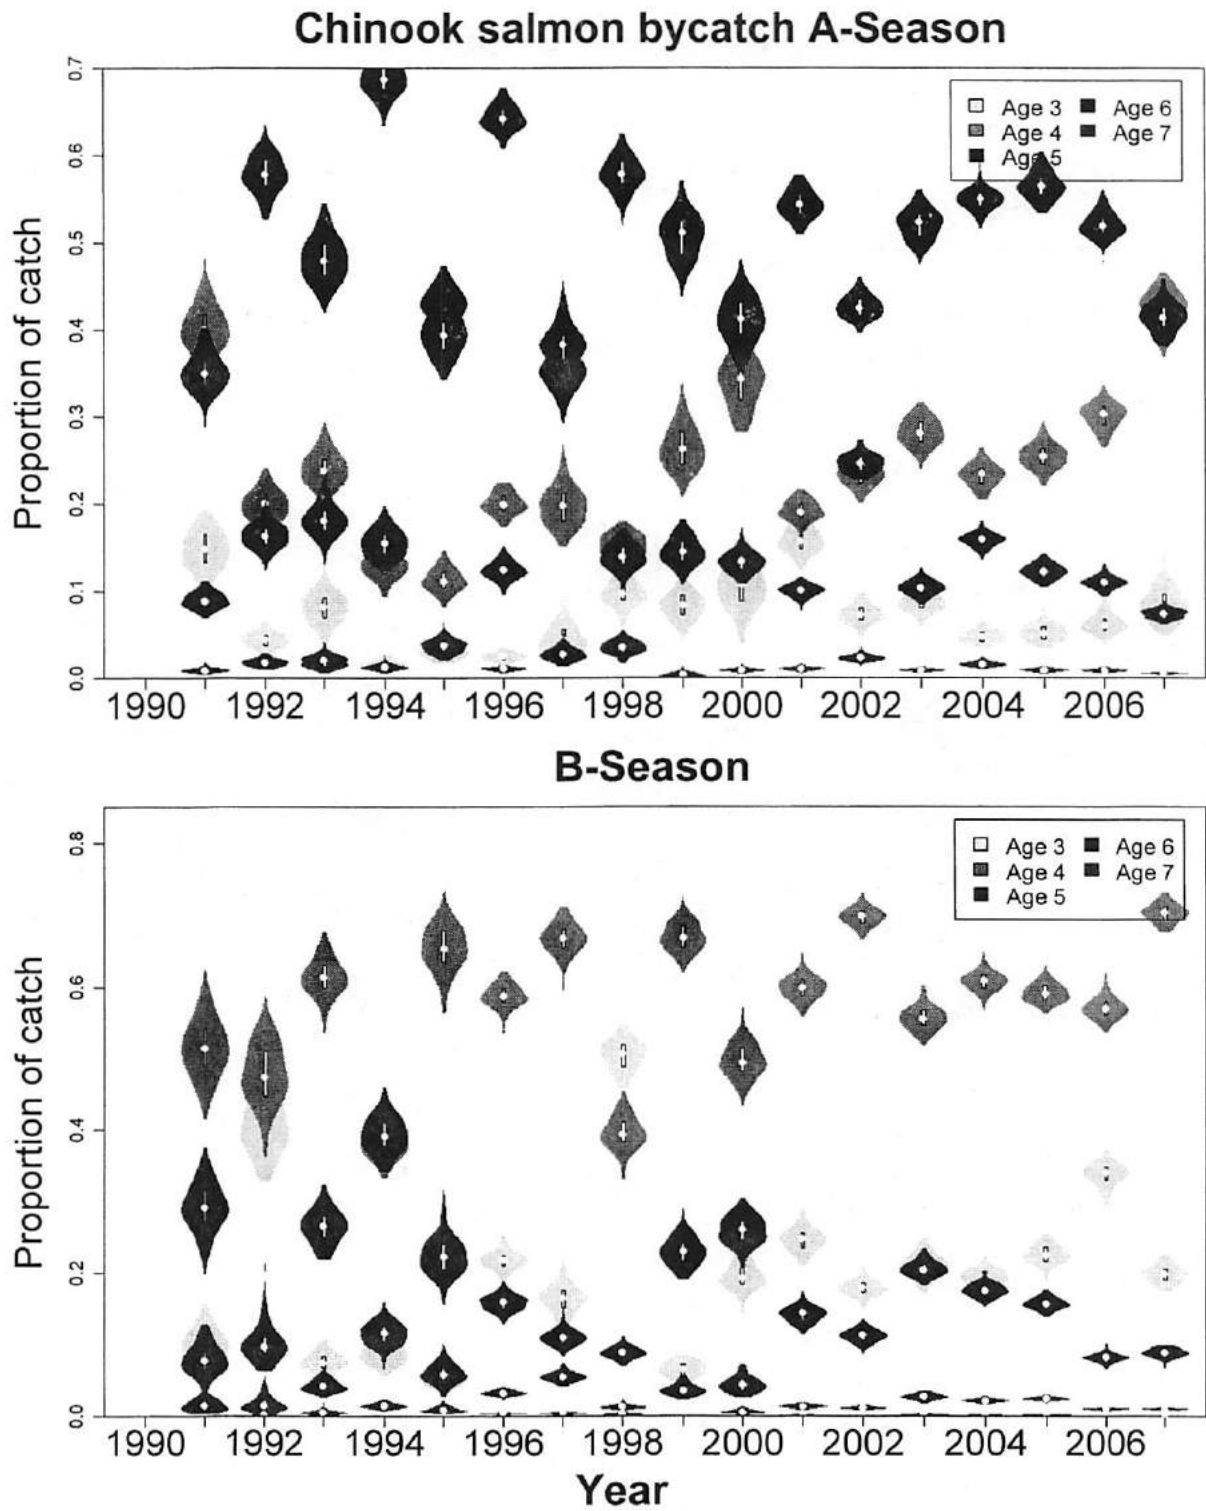 Chinook salmon bycatch A-Season
Proportion of catch
0.7
0.6
0.5
0.4
0.3
0.2
0.1
0.0
Age 3 Age 6
Age 4 Age 7
Age 5
1990 1992 1994 1996 1998 2000 2002 2004 2006
B-Season
Proportion of catch
0.8
0.6
0.4
0.2
0.0
Age 3 Age 6
Age 4 Age 7
Age 5
1990 1992 1994 1996 1998 2000 2002 2004 2006
Year